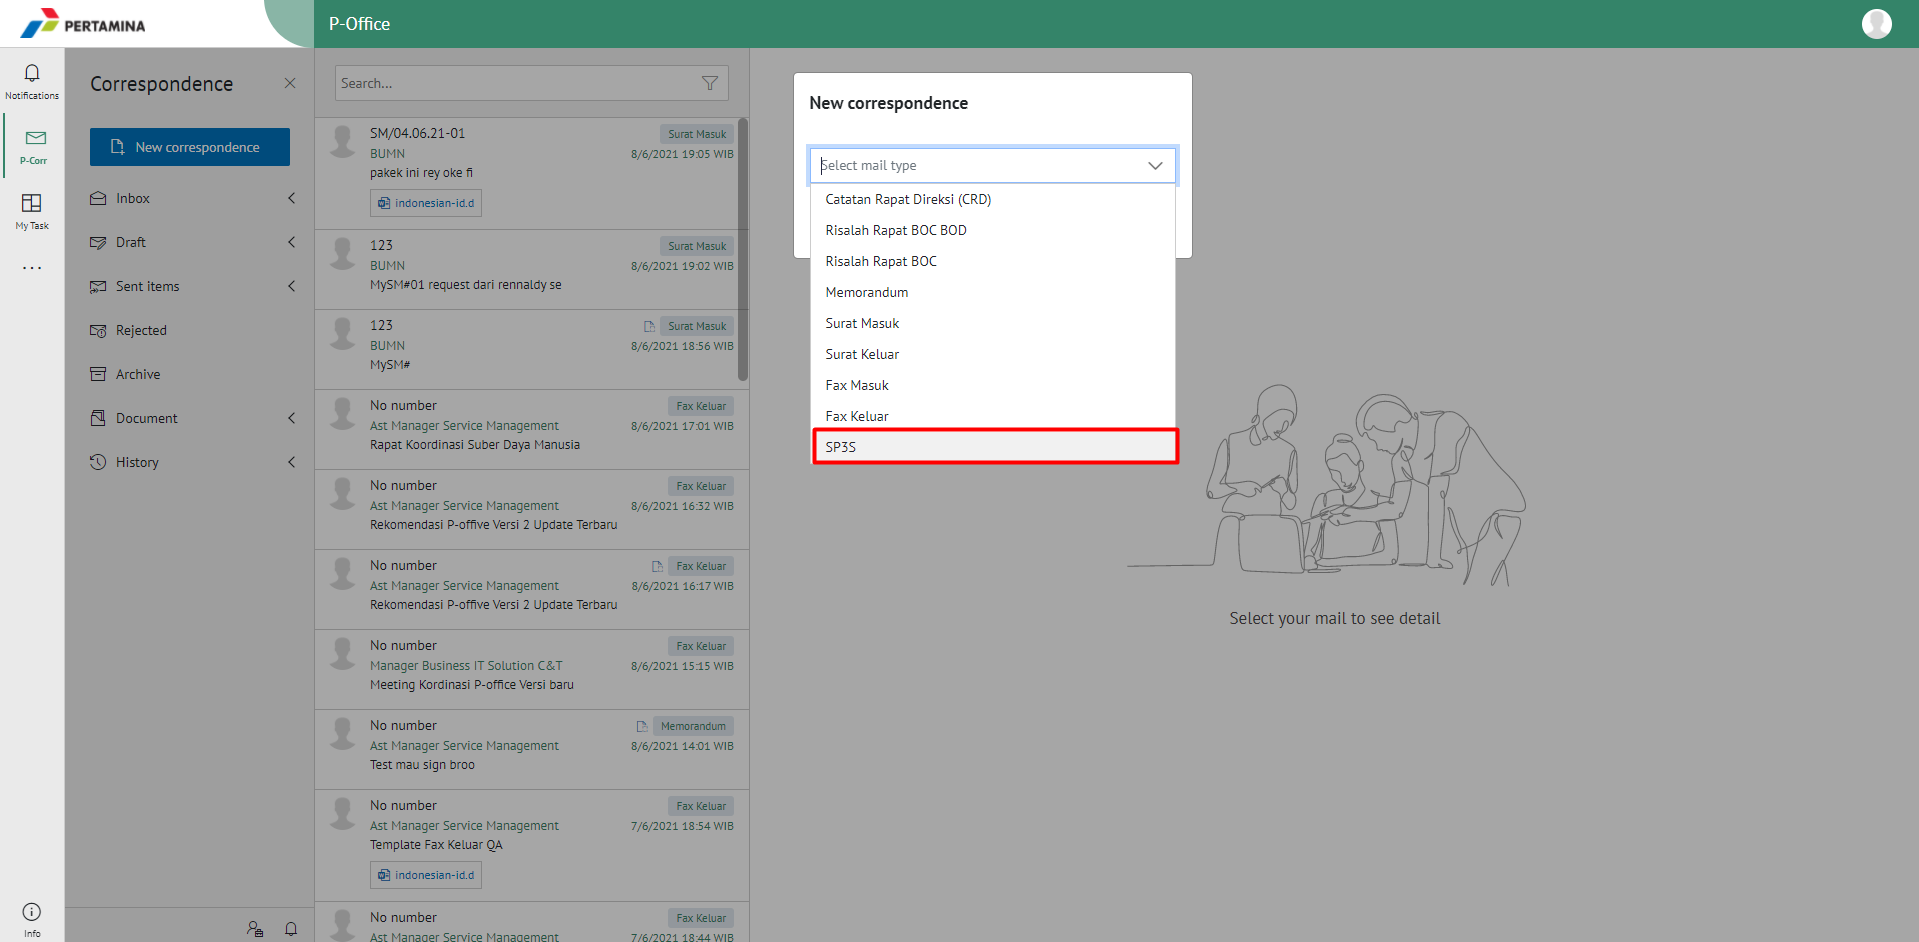 PERTAMINA
P-Office
Notifications
P-Corr
My Task
Info
Correspondence
New correspondence
Inbox
Draft
Sent items
Rejected
Archive
Document
History
Search...
SM/04.06.21-01
Surat Masuk
BUMN
8/6/2021 19:05 WIB
pakek ini rey oke fi
indonesian-id.d
123
Surat Masuk
BUMN
8/6/2021 19:02 WIB
MySM#01 request dari rennaldy se
123
Surat Masuk
BUMN
8/6/2021 18:56 WIB
MySM#
No number
Fax Keluar
Ast Manager Service Management
8/6/2021 17:01 WIB
Rapat Koordinasi Suber Daya Manusia
No number
Fax Keluar
Ast Manager Service Management
8/6/2021 16:32 WIB
Rekomendasi P-offive Versi 2 Update Terbaru
No number
Fax Keluar
Ast Manager Service Management
8/6/2021 16:17 WIB
Rekomendasi P-offive Versi 2 Update Terbaru
No number
Fax Keluar
Manager Business IT Solution C&T
8/6/2021 15:15 WIB
Meeting Kordinasi P-office Versi baru
No number
Memorandum
Ast Manager Service Management
8/6/2021 14:01 WIB
Test mau sign broo
No number
Fax Keluar
Ast Manager Service Management
7/6/2021 18:54 WIB
Template Fax Keluar QA
indonesian-id.d
No number
Fax Keluar
Ast Manager Service Management
7/6/2021 18:44 WIB
New correspondence
Select mail type
Catatan Rapat Direksi (CRD)
Risalah Rapat BOC BOD
Risalah Rapat BOC
Memorandum
Surat Masuk
Surat Keluar
Fax Masuk
Fax Keluar
SP3S
Select your mail to see detail